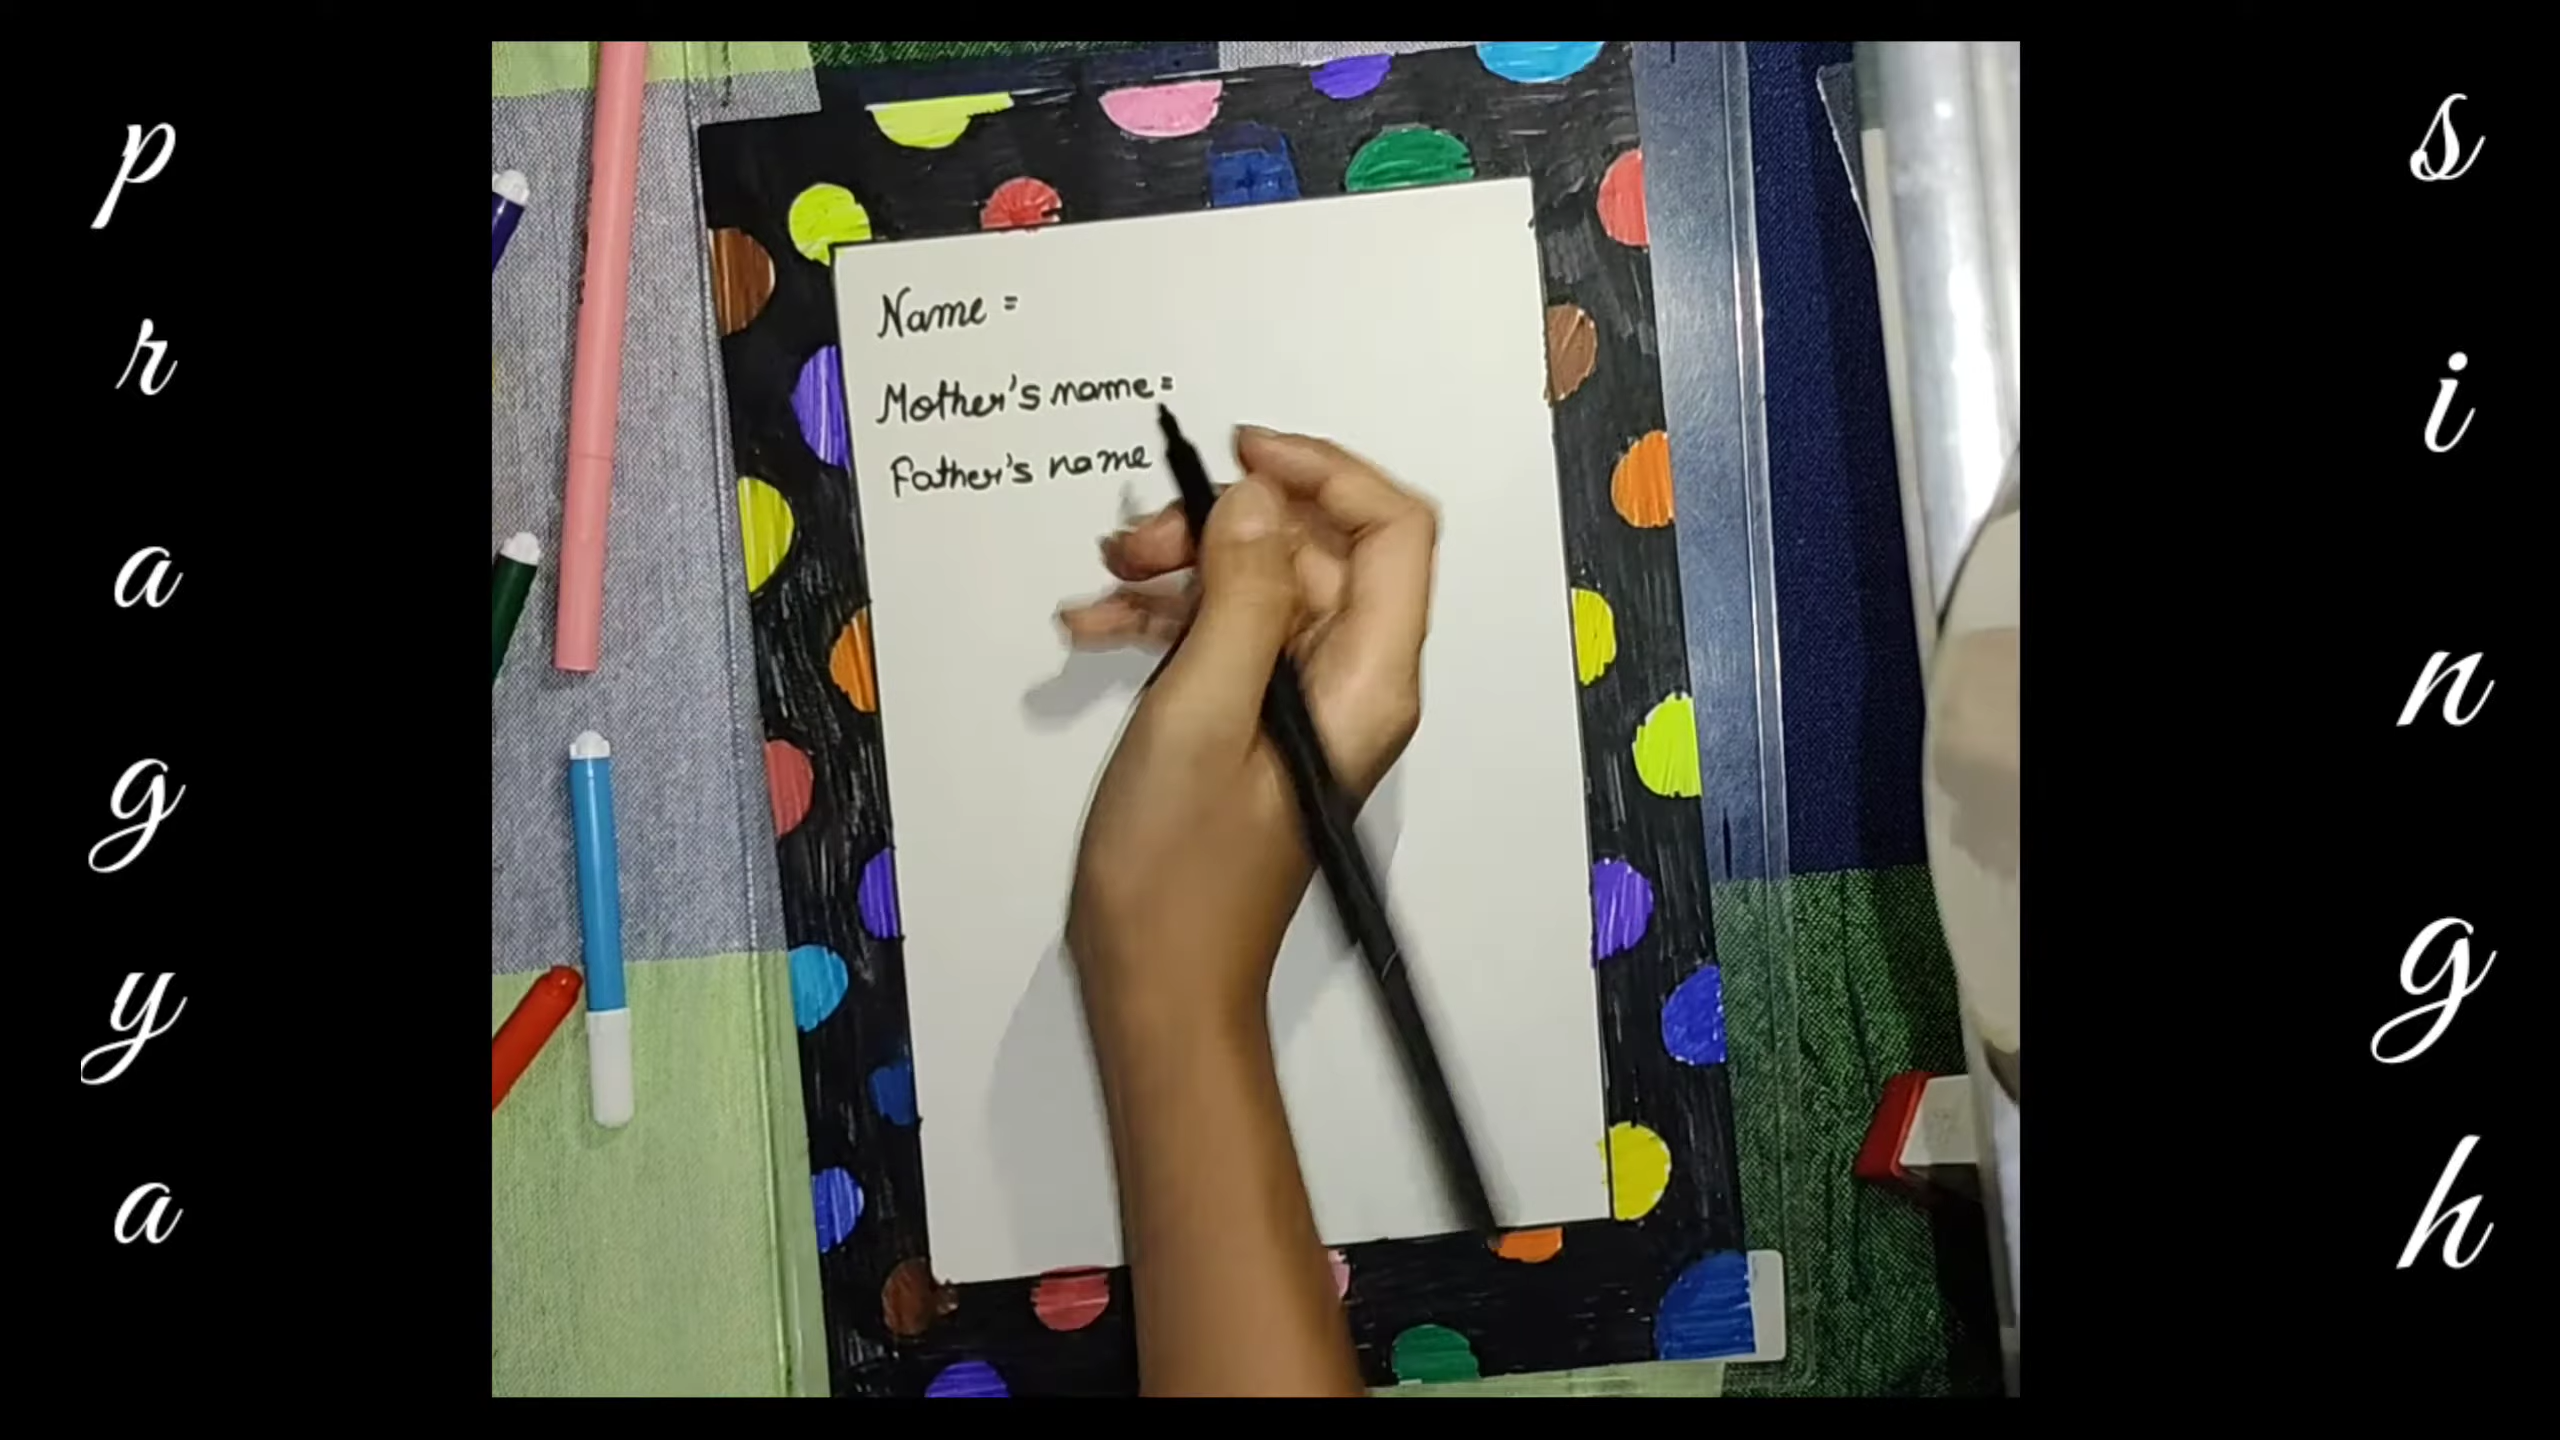 pragya
Name =
Mother's name =
Father's name
singh